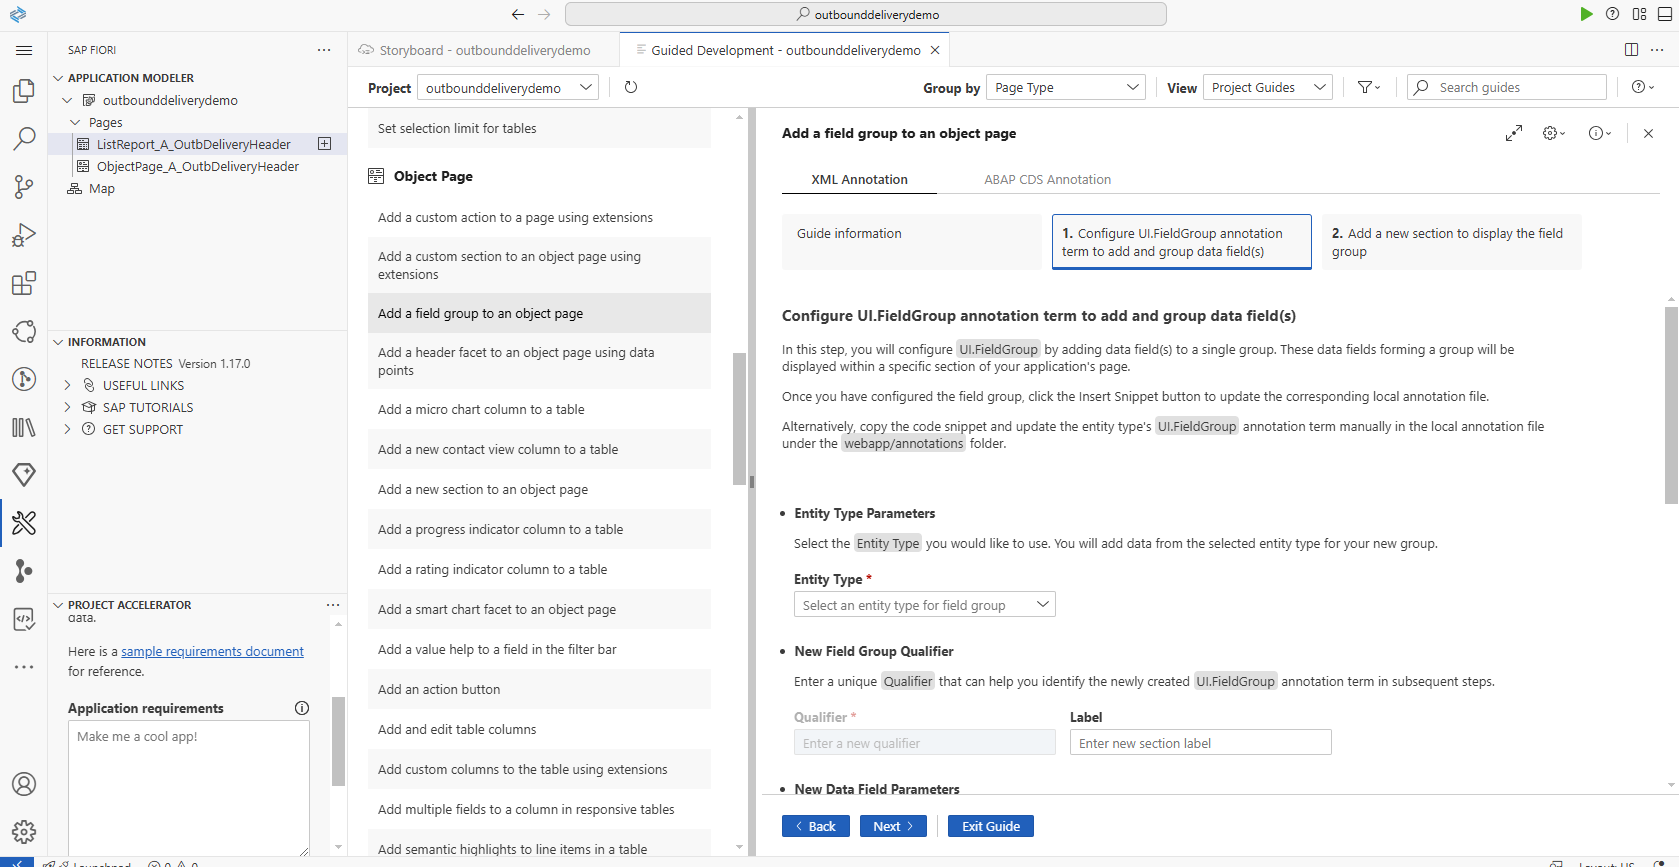 outbounddeliverydemo
SAP FIORI
Storyboard - outbounddeliverydemo
Guided Development - outbounddeliverydemo
APPLICATION MODELER
outbounddeliverydemo
Pages
ListReport_A_OutbDeliveryHeader
ObjectPage_A_OutbDeliveryHeader
Map
INFORMATION
RELEASE NOTES Version 1.17.0
USEFUL LINKS
SAP TUTORIALS
GET SUPPORT
PROJECT ACCELERATOR
data.
Here is a sample requirements document
for reference.
Application requirements
Make me a cool app!
Project outbounddeliverydemo
Group by Page Type
View Project Guides
Search guides
Set selection limit for tables
Object Page
Add a custom action to a page using extensions
Add a custom section to an object page using
extensions
Add a field group to an object page
Add a header facet to an object page using data
points
Add a micro chart column to a table
Add a new contact view column to a table
Add a new section to an object page
Add a progress indicator column to a table
Add a rating indicator column to a table
Add a smart chart facet to an object page
Add a value help to a field in the filter bar
Add an action button
Add and edit table columns
Add custom columns to the table using extensions
Add multiple fields to a column in responsive tables
Add semantic highlights to line items in a table
Add a field group to an object page
XML Annotation
ABAP CDS Annotation
Guide information
1. Configure UI.FieldGroup annotation
term to add and group data field(s)
2. Add a new section to display the field
group
Configure UI.FieldGroup annotation term to add and group data field(s)
In this step, you will configure UI.FieldGroup by adding data field(s) to a single group. These data fields forming a group will be
displayed within a specific section of your application's page.
Once you have configured the field group, click the Insert Snippet button to update the corresponding local annotation file.
Alternatively, copy the code snippet and update the entity type's UI.FieldGroup annotation term manually in the local annotation file
under the webapp/annotations folder.
• Entity Type Parameters
Select the Entity Type you would like to use. You will add data from the selected entity type for your new group.
Entity Type *
Select an entity type for field group
• New Field Group Qualifier
Enter a unique Qualifier that can help you identify the newly created UI.FieldGroup annotation term in subsequent steps.
Qualifier *
Label
Enter a new qualifier
Enter new section label
• New Data Field Parameters
Back
Next
Exit Guide
Launchpad
0
0
Layout: US